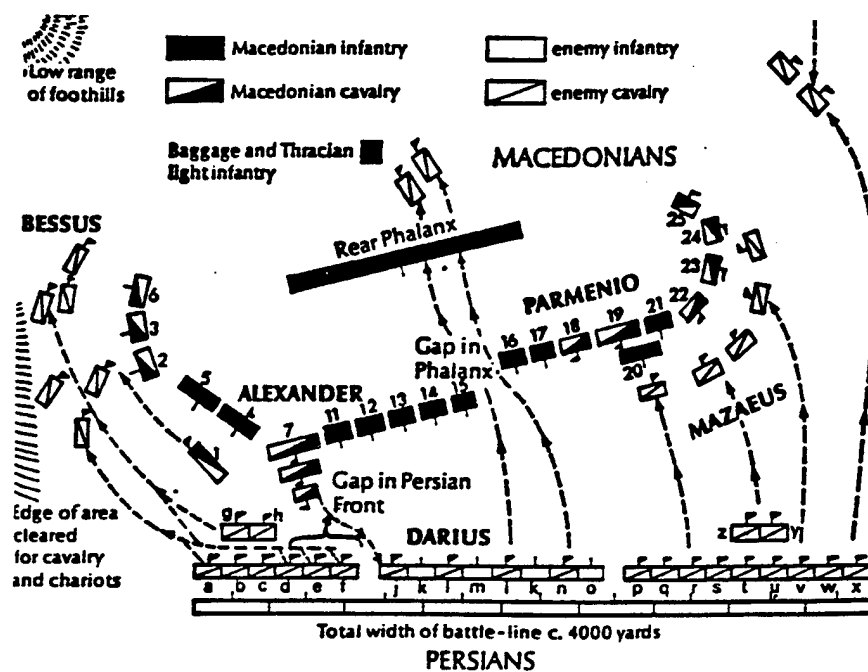 Low range
of foothills
Macedonian infantry
enemy infantry
Macedonian cavalry
enemy cavalry
Baggage and Thracian
light infantry
MACEDONIANS
BESSUS
Rear Phalanx
PARMENIO
25
24
23
22
21
20
19
18
17
16
6
3
2
5
4
1
Gap in
Phalanx
ALEXANDER
7
11
12
13
14
15
MAZAEUS
Gap in Persian
Front
Edge of area
cleared
for cavalry
and chariots
g h
DARIUS
z y
a b c d e f j k l m l k n o p q r s t u v w x
Total width of battle-line c. 4000 yards
PERSIANS